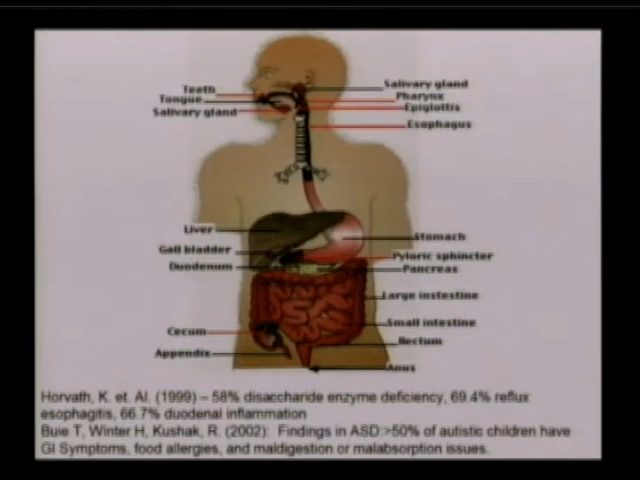 Teeth
Tongue
Salivary gland
Salivary gland
Pharynx
Epiglottis
Esophagus
Liver
Gall bladder
Duodenum
Stomach
Pyloric sphincter
Pancreas
Large instestine
Small intestine
Rectum
Anus
Cecum
Appendix
Horvath, K. et. Al. (1999) – 58% disaccharide enzyme deficiency, 69.4% reflux
esophagitis, 66.7% duodenal inflammation
Buie T, Winter H, Kushak, R. (2002): Findings in ASD:>50% of autistic children have
GI Symptoms, food allergies, and maldigestion or malabsorption issues.